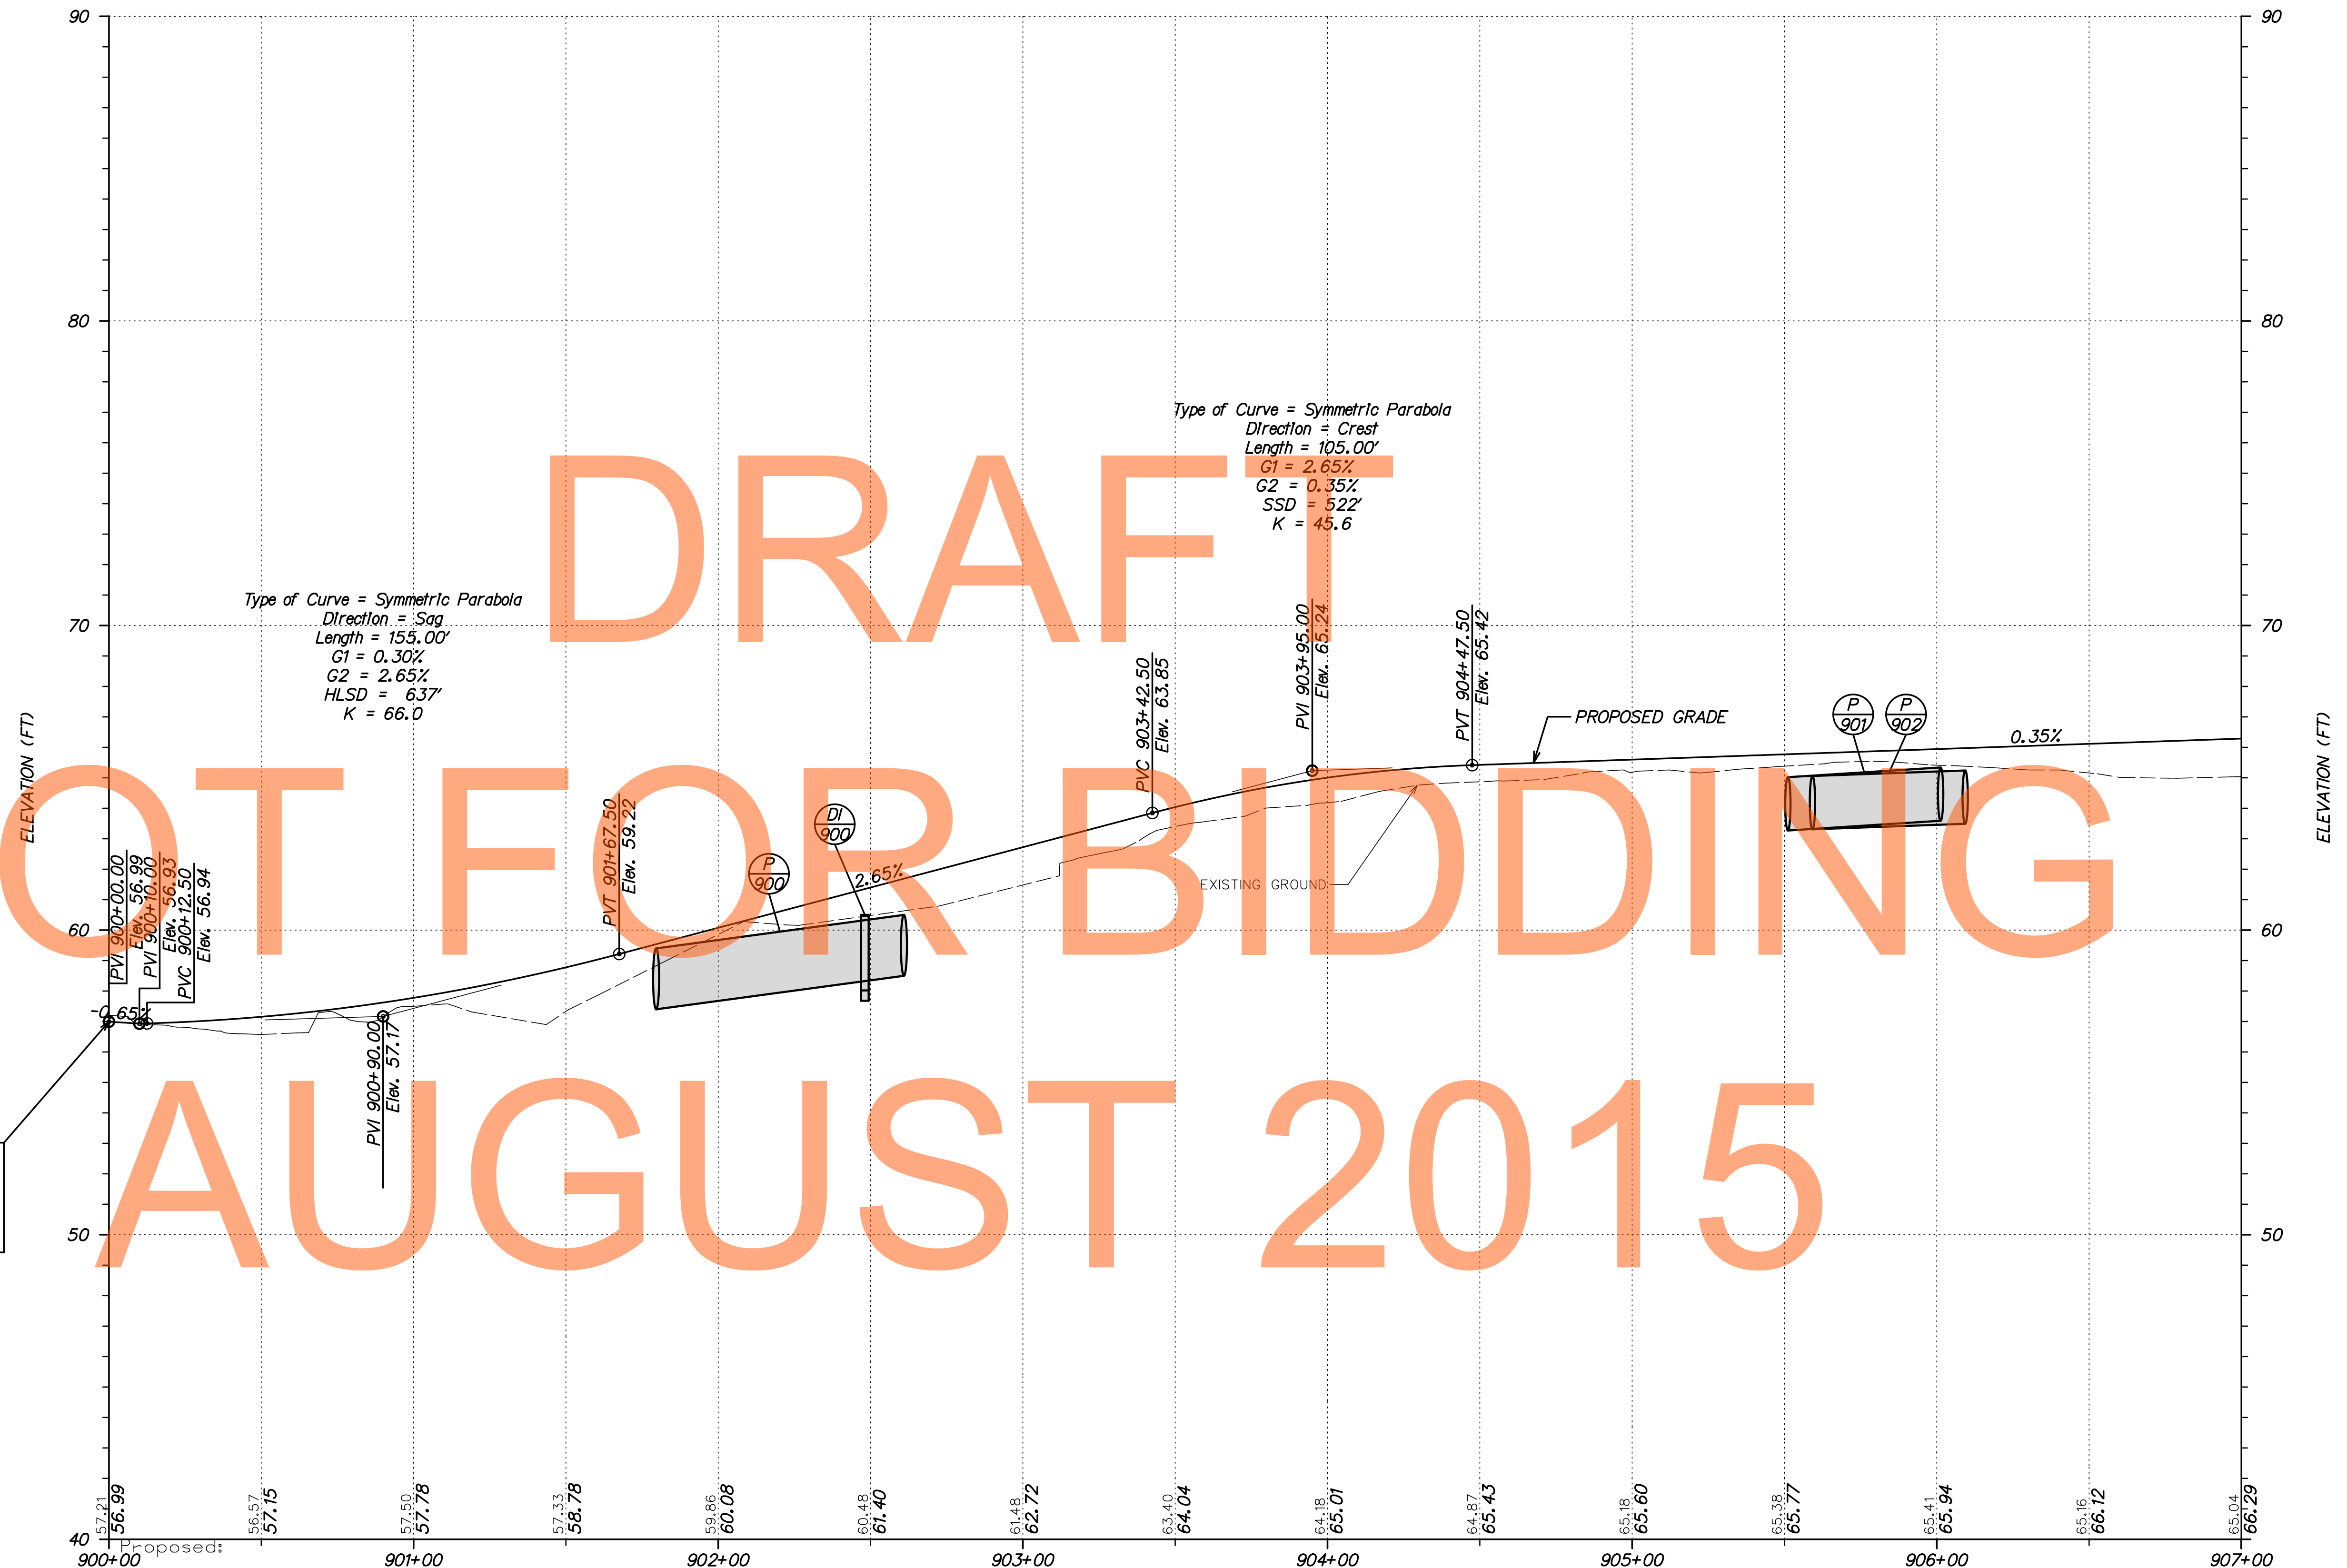 90
90
80
80
Type of Curve = Symmetric Parabola
Direction = Crest
Length = 105.00'
G1 = 2.65%
G2 = 0.35%
SSD = 522'
K = 45.6
DRAFT
Type of Curve = Symmetric Parabola
Direction = Sag
Length = 155.00'
G1 = 0.30%
G2 = 2.65%
HLSD = 637'
K = 66.0
70
70
PVI 903+95.00
Elev. 65.24
PVT 904+47.50
Elev. 65.42
PVC 903+42.50
Elev. 63.85
PROPOSED GRADE
P
901
P
902
0.35%
ELEVATION (FT)
ELEVATION (FT)
OT FOR BIDDING
PVT 901+67.50
Elev. 59.22
DI
900
P
900
2.65%
EXISTING GROUND
PVI 900+00.00
Elev. 56.99
PVI 900+10.00
Elev. 56.93
PVC 900+12.50
Elev. 56.94
60
60
-0.65%
PVI 900+90.00
Elev. 57.17
AUGUST 2015
50
50
57.21
56.99
56.57
57.15
57.50
57.78
57.33
58.78
59.86
60.08
60.48
61.40
61.48
62.72
63.40
64.04
64.18
65.01
64.87
65.43
65.18
65.60
65.38
65.77
65.41
65.94
65.16
66.12
65.04
66.29
40
Proposed:
900+00
901+00
902+00
903+00
904+00
905+00
906+00
907+00